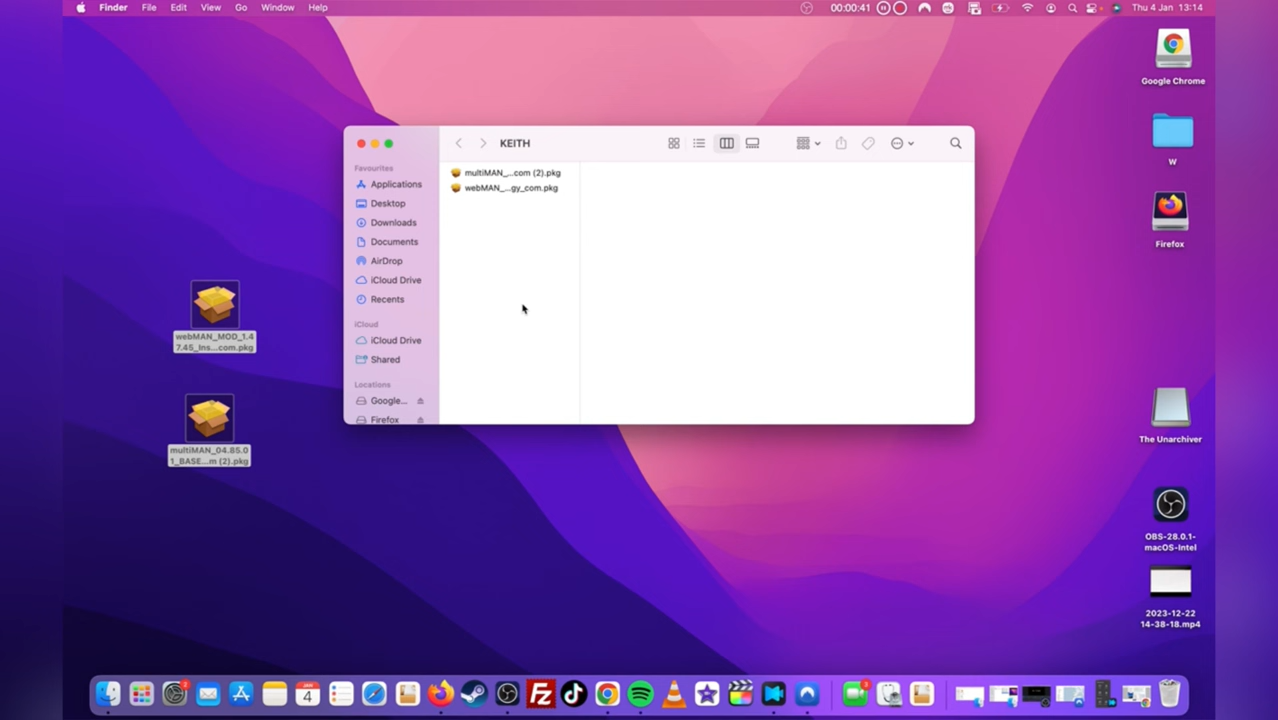 Finder File Edit View Go Window Help 00:00:41 Thu 4 Jan 13:14
Google Chrome
W
Firefox
The Unarchiver
OBS-28.0.1-
macOS-Intel
2023-12-22
14-38-18.mp4
webMAN_MOD_1.4
7.45_Ins...com.pkg
multiMAN_04.85.0
1_BASE...m (2).pkg
KEITH
Favourites
Applications
Desktop
Downloads
Documents
AirDrop
iCloud Drive
Recents
iCloud
iCloud Drive
Shared
Locations
Google...
Firefox
multiMAN_...com (2).pkg
webMAN_...gy_com.pkg
JAN
4
Fz